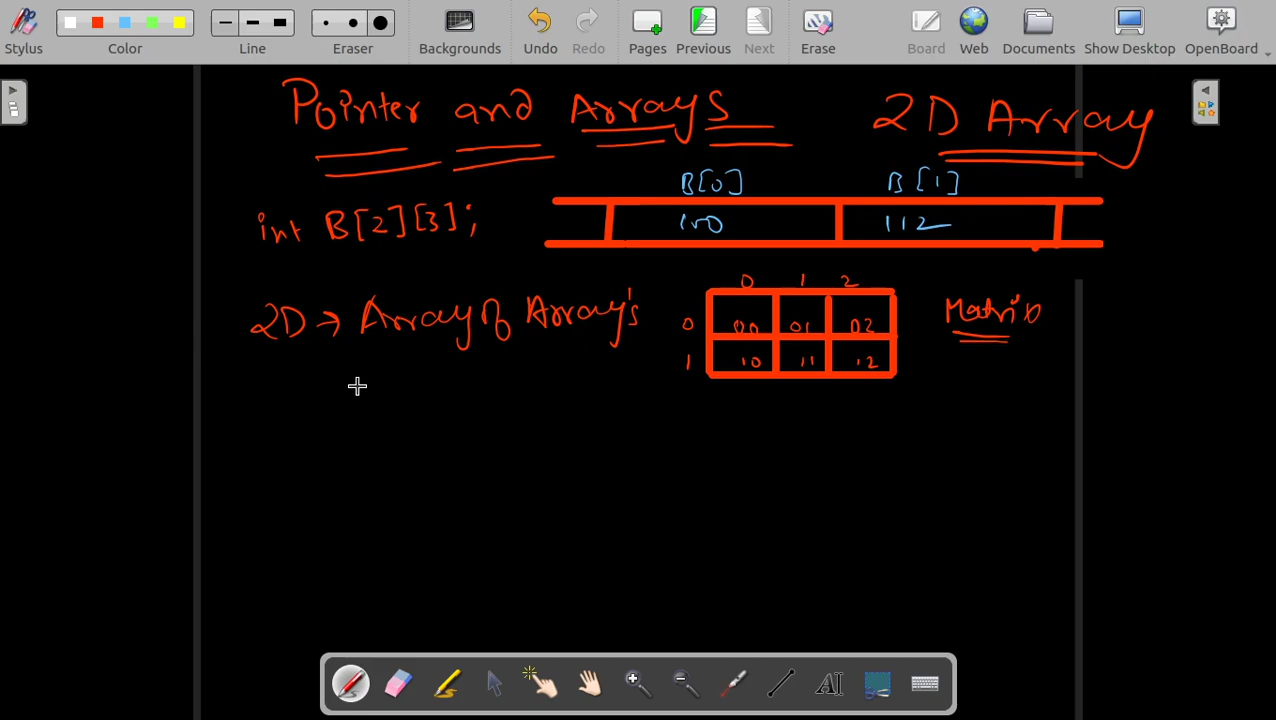 Stylus Color Line Eraser Backgrounds Undo Redo Pages Previous Next Erase Board Web Documents Show Desktop OpenBoard
Pointer and Arrays 2D Array
B[0] B[1]
int B[2][3]; 100 112
0 1 2
2D → Array of Array's 0 00 01 02 Matrix
1 10 11 12
AI